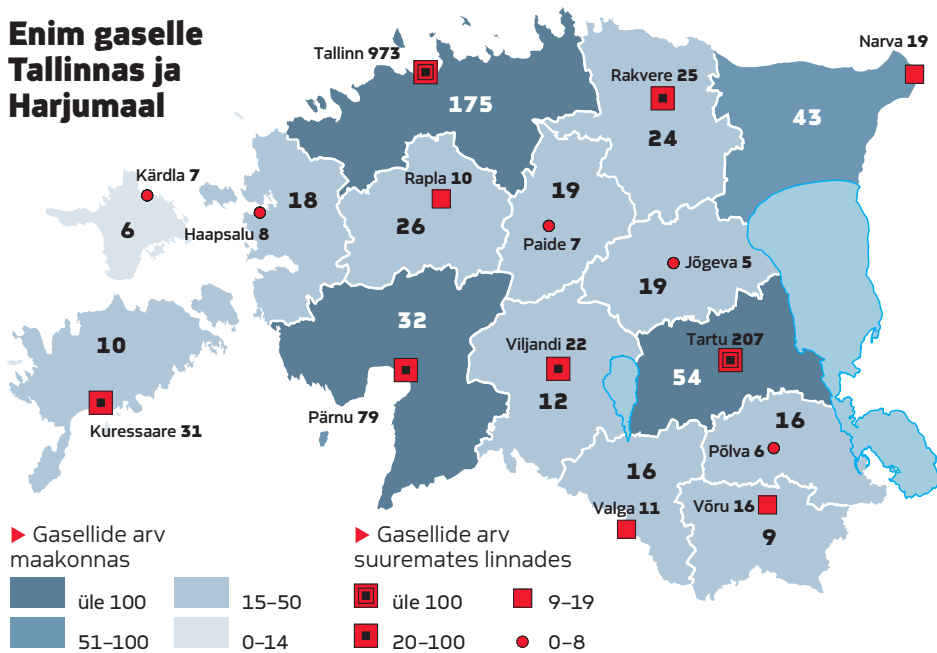 Enim gaselle
Tallinnas ja
Harjumaal
Tallinn 973
175
Rakvere 25
24
Narva 19
43
Kärdla 7
6
Haapsalu 8
18
Rapla 10
26
19
Paide 7
Jõgeva 5
19
10
Kuressaare 31
32
Pärnu 79
Viljandi 22
12
Tartu 207
54
16
Põlva 6
16
Valga 11
Võru 16
9
Gasellide arv
maakonnas
üle 100
15–50
51–100
0–14
Gasellide arv
suuremates linnades
üle 100
9–19
20–100
0–8